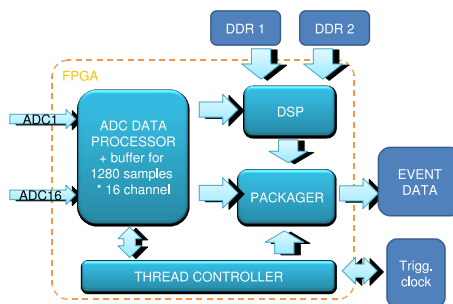 DDR 1
DDR 2
FPGA
ADC1
ADC DATA
PROCESSOR
+ buffer for
1280 samples
* 16 channel
DSP
ADC16
PACKAGER
EVENT
DATA
THREAD CONTROLLER
Trigg.
clock